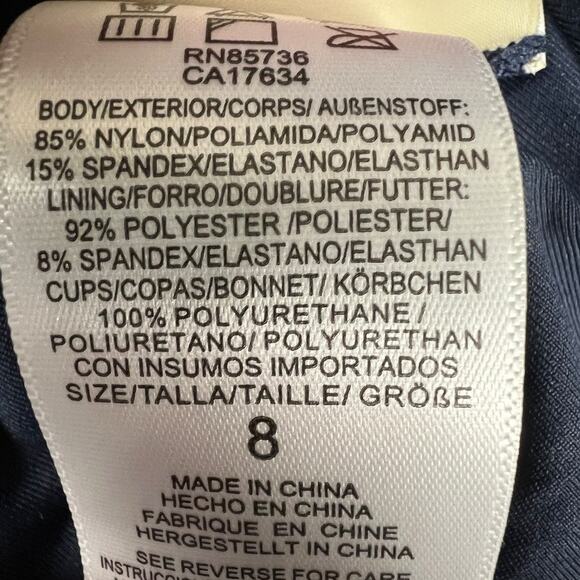 RN85736
CA17634
BODY/EXTERIOR/CORPS/ AUßENSTOFF:
85% NYLON/POLIAMIDA/POLYAMID
15% SPANDEX/ELASTANO/ELASTHAN
LINING/FORRO/DOUBLURE/FUTTER:
92% POLYESTER /POLIESTER/
8% SPANDEX/ELASTANO/ELASTHAN
CUPS/COPAS/BONNET/ KÖRBCHEN
100% POLYURETHANE /
POLIURETANO/ POLYURETHAN
CON INSUMOS IMPORTADOS
SIZE/TALLA/TAILLE/ GRÖßE
8
MADE IN CHINA
HECHO EN CHINA
FABRIQUE EN CHINE
HERGESTELLT IN CHINA
SEE REVERSE FOR CARE